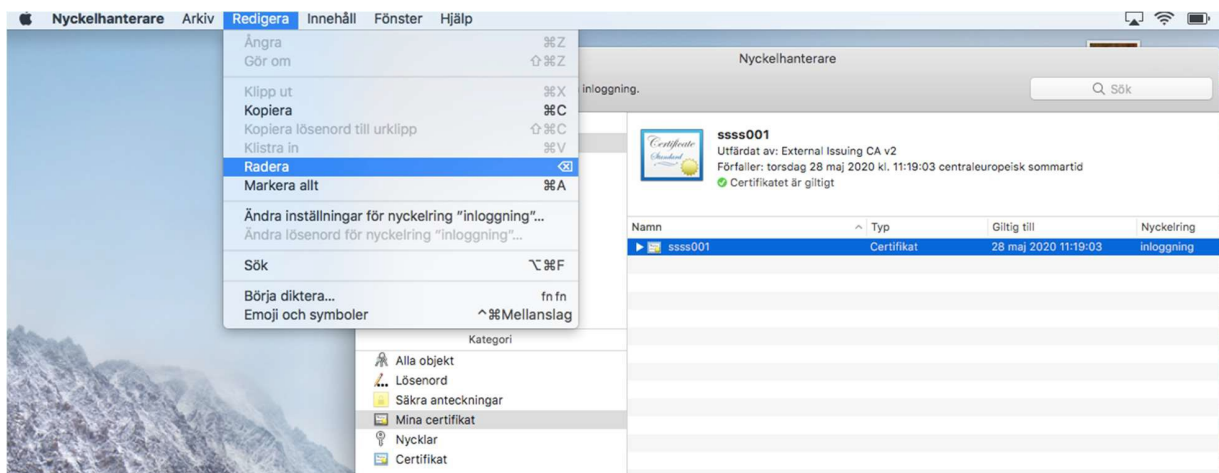 Nyckelhanterare Arkiv Redigera Innehåll Fönster Hjälp
Ångra ⌘Z
Gör om ⇧⌘Z
Klipp ut ⌘X
Kopiera ⌘C
Kopiera lösenord till urklipp ⇧⌘C
Klistra in ⌘V
Radera ⌫
Markera allt ⌘A
Ändra inställningar för nyckelring "inloggning"...
Ändra lösenord för nyckelring "inloggning"...
Sök ⌥⌘F
Börja diktera... fn fn
Emoji och symboler ^⌘Mellanslag
Nyckelhanterare
inloggning.
Sök
Certificate
Standard
ssss001
Utfärdat av: External Issuing CA v2
Förfaller: torsdag 28 maj 2020 kl. 11:19:03 centraleuropeisk sommartid
Certifikatet är giltigt
Namn Typ Giltig till Nyckelring
ssss001 Certifikat 28 maj 2020 11:19:03 inloggning
Kategori
Alla objekt
Lösenord
Säkra anteckningar
Mina certifikat
Nycklar
Certifikat